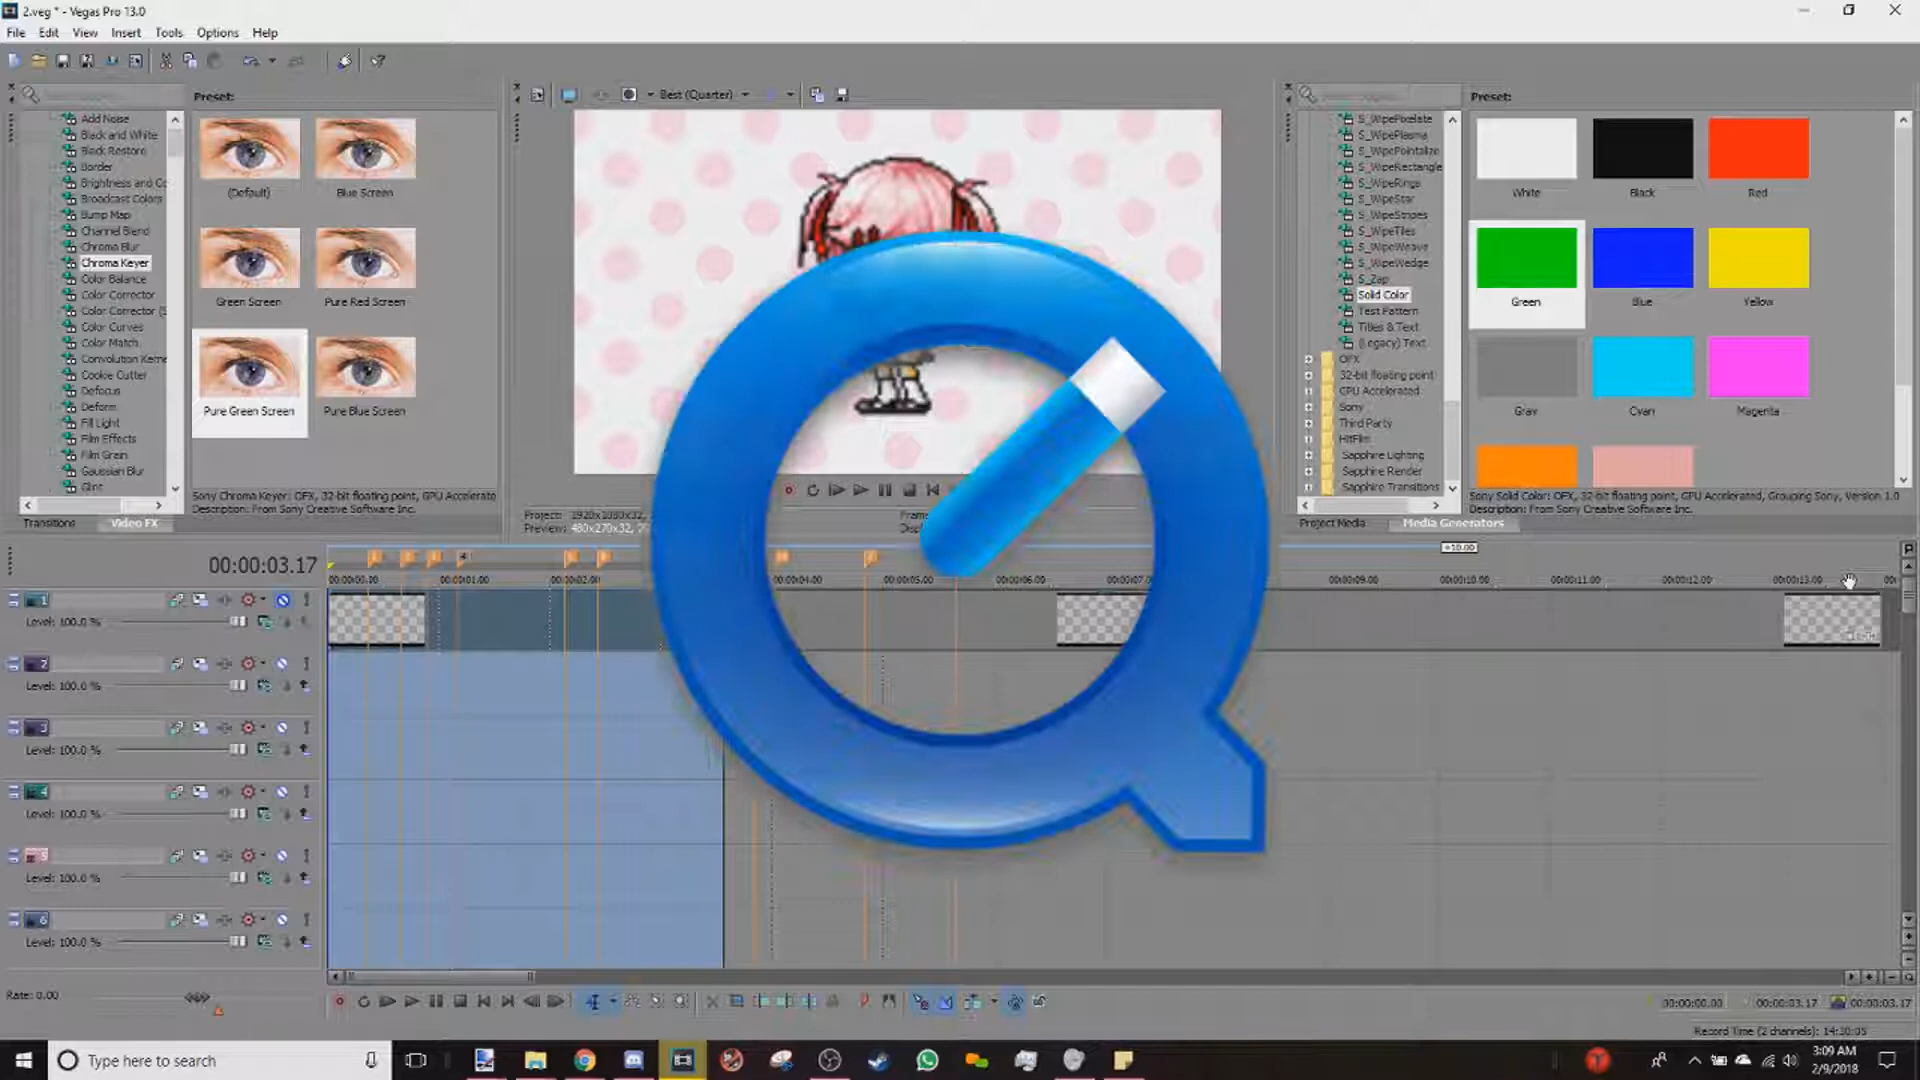 2.veg * - Vegas Pro 13.0
File Edit View Insert Tools Options Help
Preset:
Add Noise
Black and White
Black Restore
Border
Brightness and Co
Broadcast Colors
Bump Map
Channel Blend
Chroma Blur
Chroma Keyer
Color Balance
Color Corrector
Color Corrector (S
Color Curves
Color Match
Convolution Kerne
Cookie Cutter
Defocus
Deform
Fill Light
Film Effects
Film Grain
Gaussian Blur
Glint
(Default) Blue Screen
Green Screen Pure Red Screen
Pure Green Screen Pure Blue Screen
Sony Chroma Keyer: OFX, 32-bit floating point, GPU Accelerato
Description: From Sony Creative Software Inc.
Transitions Video FX
Best (Quarter)
Project: 1920x1080x32,
Preview: 480x270x32,
Fram
Displ
S_WipePixelate
S_WipePlasma
S_WipePointalize
S_WipeRectangle
S_WipeRings
S_WipeStar
S_WipeStripes
S_WipeTiles
S_WipeWeave
S_WipeWedge
S_Zap
Solid Color
Test Pattern
Titles & Text
(Legacy) Text
OFX
32-bit floating point
GPU Accelerated
Sony
Third Party
HitFilm
Sapphire Lighting
Sapphire Render
Sapphire Transitions
Preset:
White Black Red
Green Blue Yellow
Gray Cyan Magenta
Sony Solid Color: OFX, 32-bit floating point, GPU Accelerated, Grouping Sony, Version 1.0
Description: From Sony Creative Software Inc.
Project Media Media Generators
00:00:03.17
+10.00
00:00:00.00 00:00:01.00 00:00:02.00 00:00:04.00 00:00:05.00 00:00:06.00 00:00:07.0 00:00:09.00 00:00:10.00 00:00:11.00 00:00:12.00 00:00:13.00
1
Level: 100.0 %
2
Level: 100.0 %
3
Level: 100.0 %
4
Level: 100.0 %
5
Level: 100.0 %
6
Level: 100.0 %
Rate: 0.00
00:00:00.00 00:00:03.17 00:00:03.17
Record Time (2 channels): 14:30:05
Type here to search
3:09 AM
2/9/2018